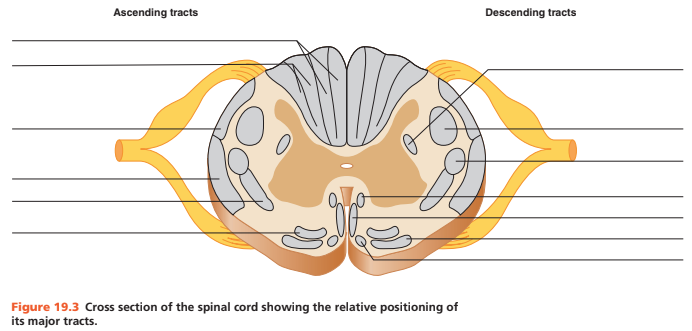 Ascending tracts
Descending tracts
Figure 19.3 Cross section of the spinal cord showing the relative positioning of
its major tracts.